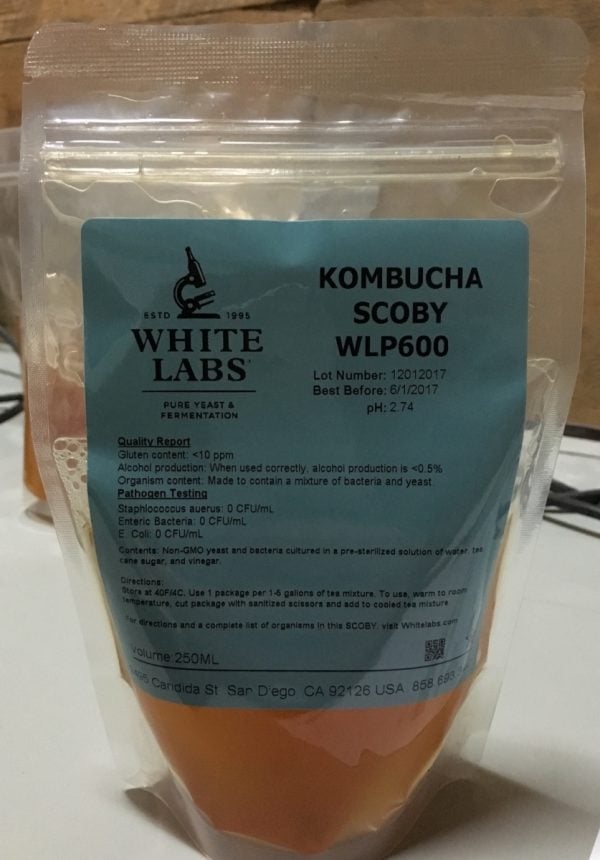 ESTD 1995
WHITE
LABS
PURE YEAST &
FERMENTATION
KOMBUCHA
SCOBY
WLP600
Lot Number: 12012017
Best Before: 6/1/2017
pH: 2.74
Quality Report
Gluten content: <10 ppm
Alcohol production: When used correctly, alcohol production is <0.5%
Organism content: Made to contain a mixture of bacteria and yeast.
Pathogen Testing
Staphlococcus auerus: 0 CFU/mL
Enteric Bacteria: 0 CFU/mL
E. Coli: 0 CFU/mL
Contents: Non-GMO yeast and bacteria cultured in a pre-sterilized solution of water, tea,
cane sugar, and vinegar.
Directions:
Store at 40F/4C. Use 1 package per 1-5 gallons of tea mixture. To use, warm to room
temperature, cut package with sanitized scissors and add to cooled tea mixture
For directions and a complete list of organisms in this SCOBY, visit Whitelabs.com
Volume:250ML
Candida St San Diego CA 92126 USA 858 693